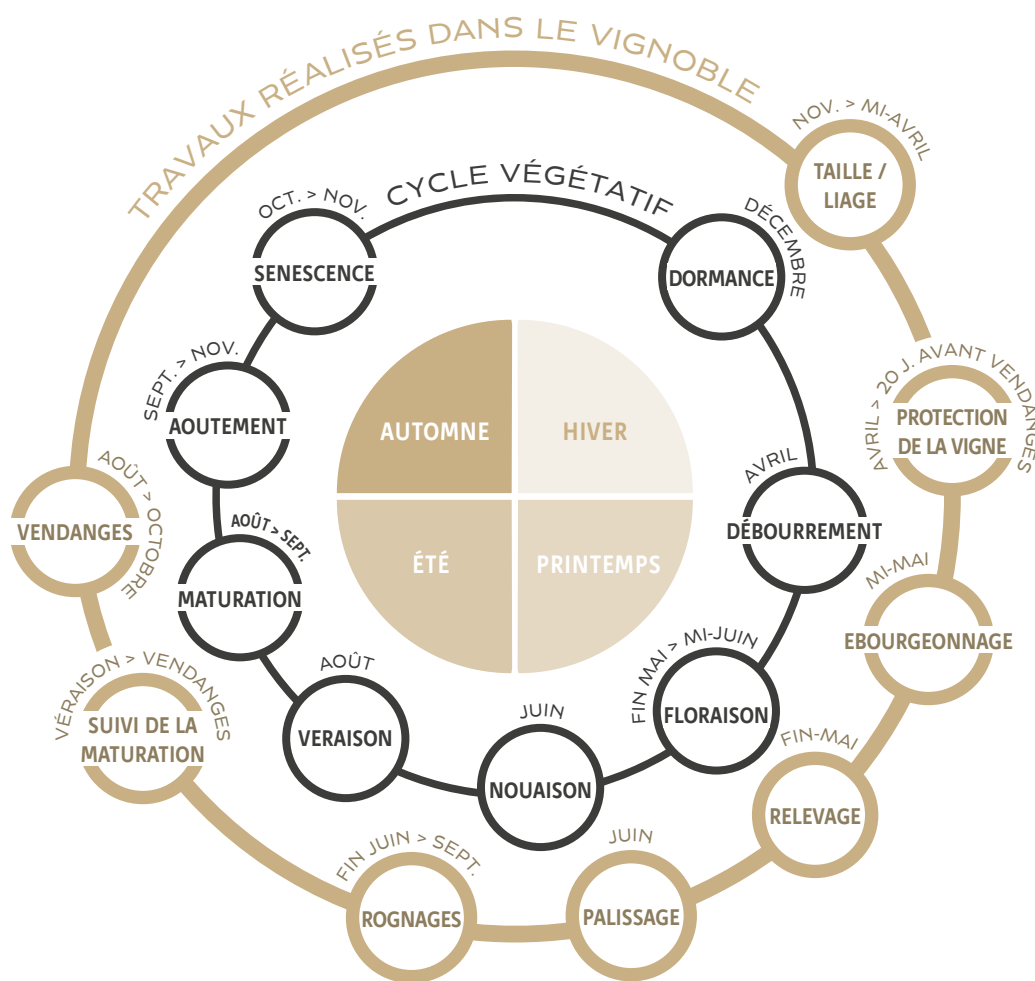 TRAVAUX RÉALISÉS DANS LE VIGNOBLE
NOV. > MI-AVRIL
TAILLE /
LIAGE
AVRIL > 20 J. AVANT VENDANGES
PROTECTION
DE LA VIGNE
MI-MAI
EBOURGEONNAGE
FIN-MAI
RELEVAGE
JUIN
PALISSAGE
FIN JUIN > SEPT.
ROGNAGES
VÉRAISON > VENDANGES
SUIVI DE LA
MATURATION
AOÛT > OCTOBRE
VENDANGES
CYCLE VÉGÉTATIF
DÉCEMBRE
DORMANCE
AVRIL
DÉBOURREMENT
FIN MAI > MI-JUIN
FLORAISON
JUIN
NOUAISON
AOÛT
VERAISON
AOÛT > SEPT.
MATURATION
SEPT. > NOV.
AOUTEMENT
OCT. > NOV.
SENESCENCE
AUTOMNE
HIVER
ÉTÉ
PRINTEMPS